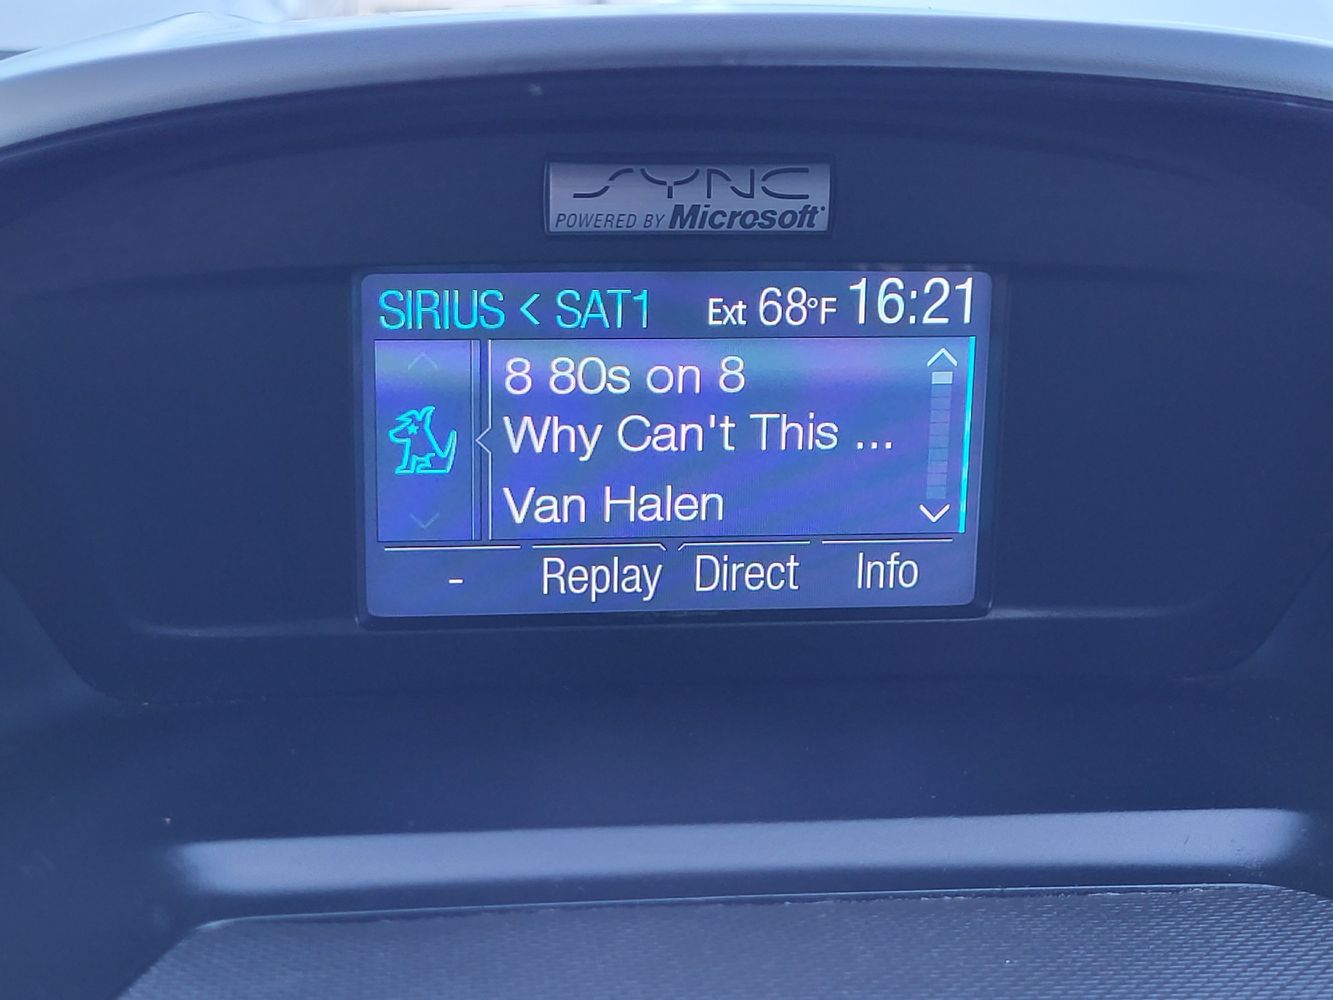 SYNC
POWERED BY Microsoft
SIRIUS < SAT1 Ext 68°F 16:21
8 80s on 8
Why Can't This ...
Van Halen
- Replay Direct Info